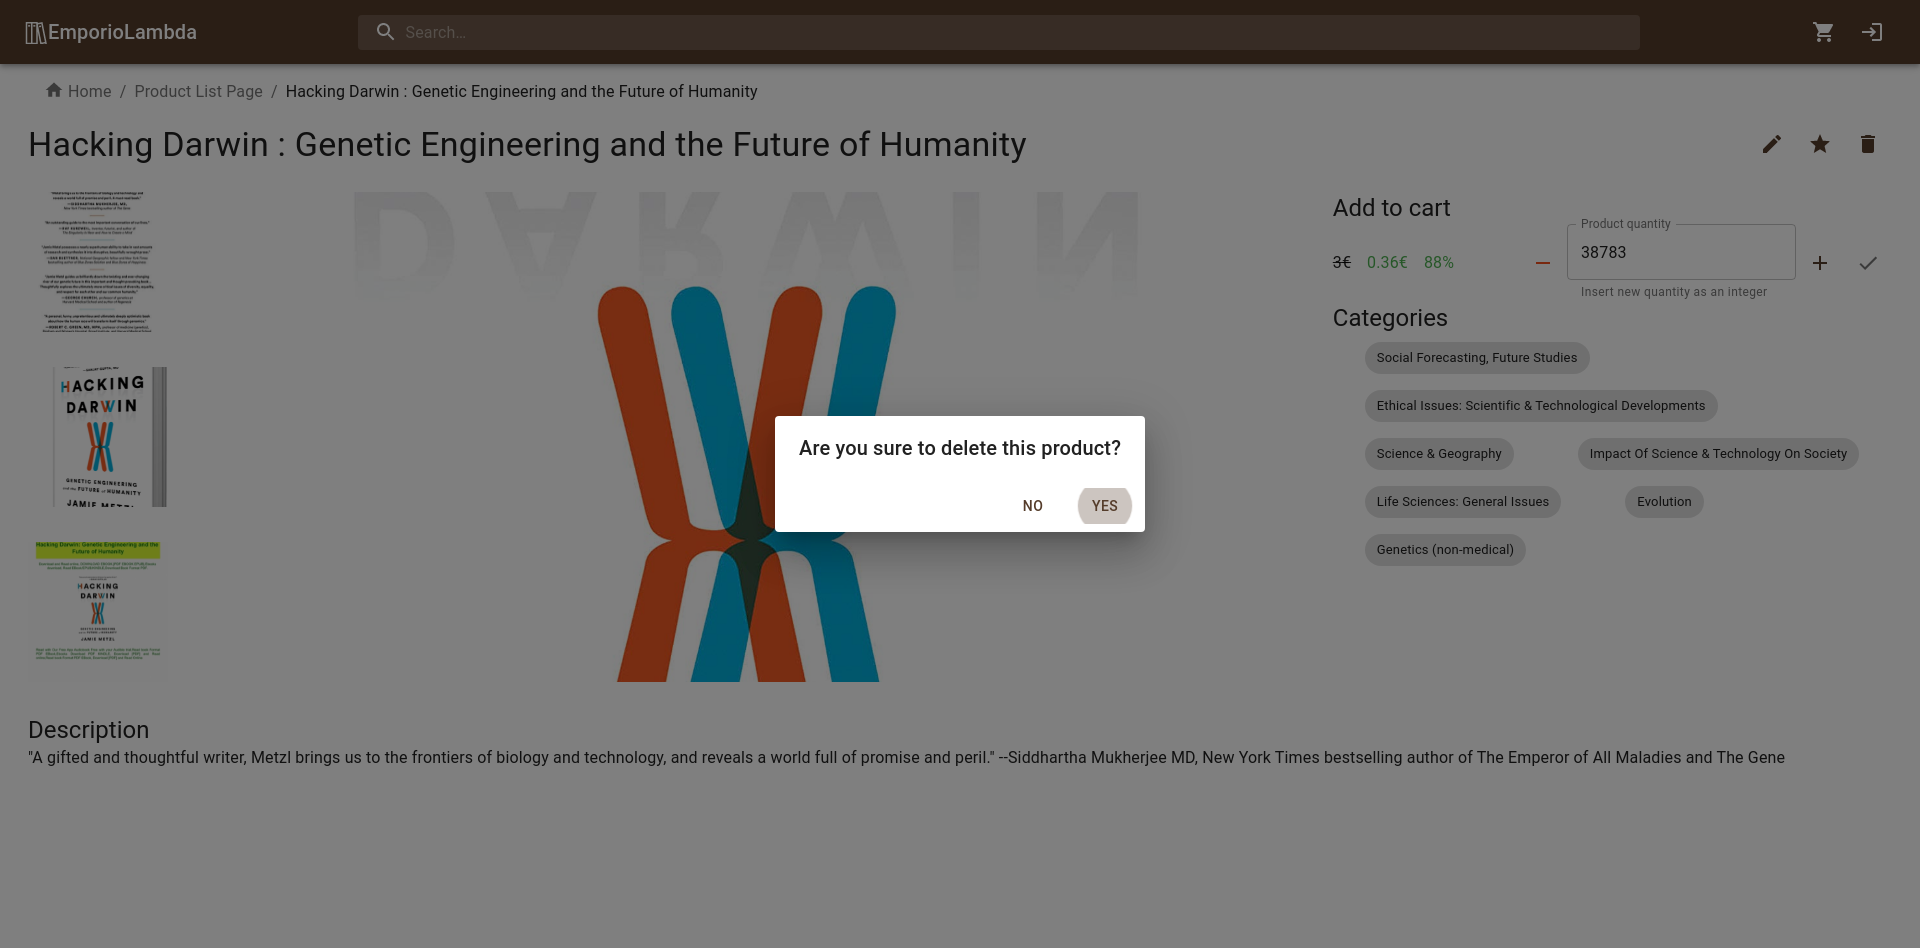 EmporioLambda
Search…
Home / Product List Page / Hacking Darwin : Genetic Engineering and the Future of Humanity
Hacking Darwin : Genetic Engineering and the Future of Humanity
HACKING
DARWIN
GENETIC ENGINEERING
and the FUTURE of HUMANITY
JAMIE METZL
Hacking Darwin: Genetic Engineering and the
Future of Humanity
HACKING
DARWIN
JAMIE METZL
Add to cart
Product quantity
3€ 0.36€ 88%
38783
Insert new quantity as an integer
Categories
Social Forecasting, Future Studies
Ethical Issues: Scientific & Technological Developments
Science & Geography
Impact Of Science & Technology On Society
Life Sciences: General Issues
Evolution
Genetics (non-medical)
Are you sure to delete this product?
NO YES
Description
"A gifted and thoughtful writer, Metzl brings us to the frontiers of biology and technology, and reveals a world full of promise and peril." --Siddhartha Mukherjee MD, New York Times bestselling author of The Emperor of All Maladies and The Gene